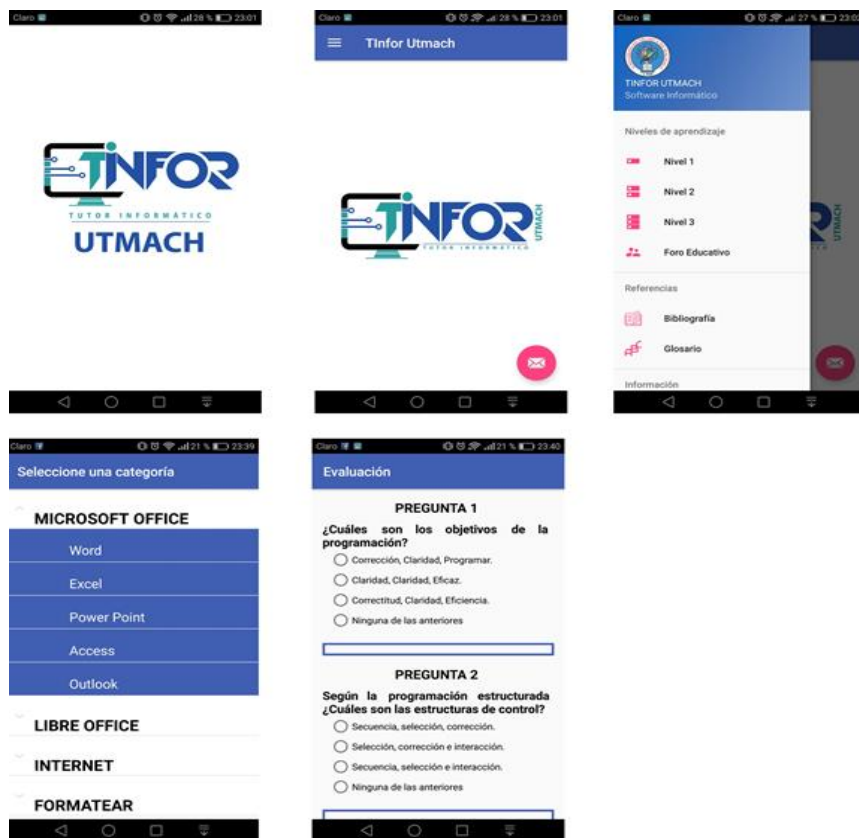 Claro 28 % 23:01
TINFOR
TUTOR INFORMÁTICO
UTMACH
Claro 28 % 23:01
TInfor Utmach
TINFOR
UTMACH
TUTOR INFORMÁTICO
Claro 27 % 23:02
TINFOR UTMACH
Software Informático
Niveles de aprendizaje
Nivel 1
Nivel 2
Nivel 3
Foro Educativo
Referencias
Bibliografía
Glosario
Información
R
UTMACH
Claro 21 % 23:39
Seleccione una categoría
MICROSOFT OFFICE
Word
Excel
Power Point
Access
Outlook
LIBRE OFFICE
INTERNET
FORMATEAR
Claro 21 % 23:40
Evaluación
PREGUNTA 1
¿Cuáles son los objetivos de la
programación?
Corrección, Claridad, Programar.
Claridad, Claridad, Eficaz.
Correctitud, Claridad, Eficiencia.
Ninguna de las anteriores
PREGUNTA 2
Según la programación estructurada
¿Cuáles son las estructuras de control?
Secuencia, selección, corrección.
Selección, corrección e interacción.
Secuencia, selección e interacción.
Ninguna de las anteriores